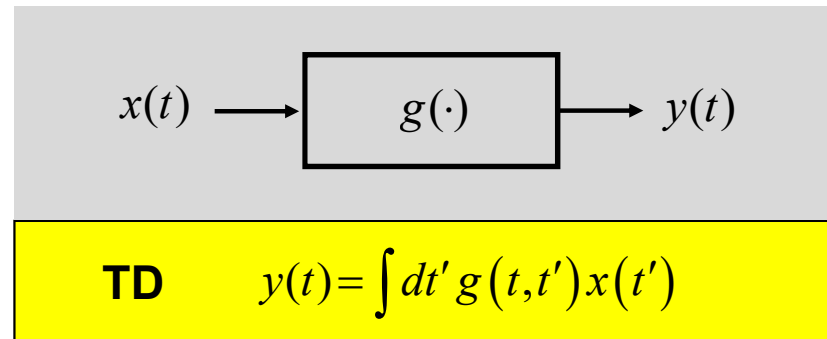 x(t) g(·) y(t)
TD y(t)=∫dt′ g(t,t′)x(t′)